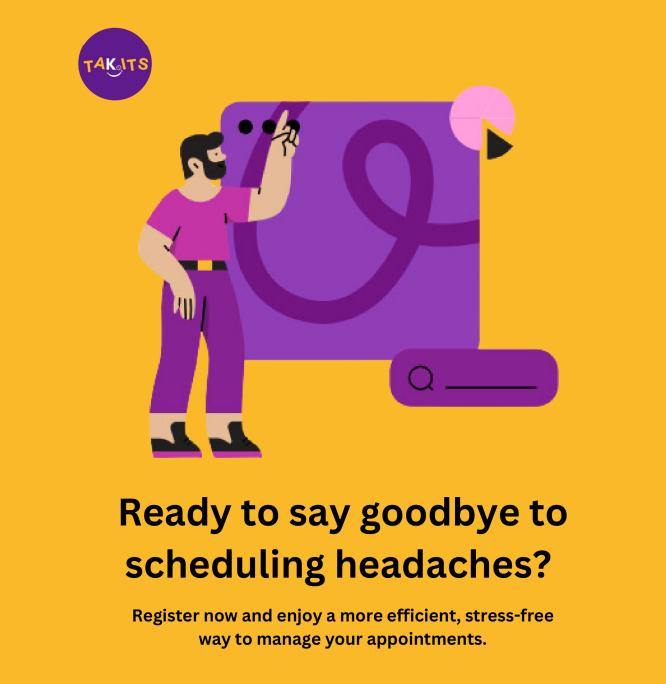 TAKITS
Ready to say goodbye to
scheduling headaches?
Register now and enjoy a more efficient, stress-free
way to manage your appointments.